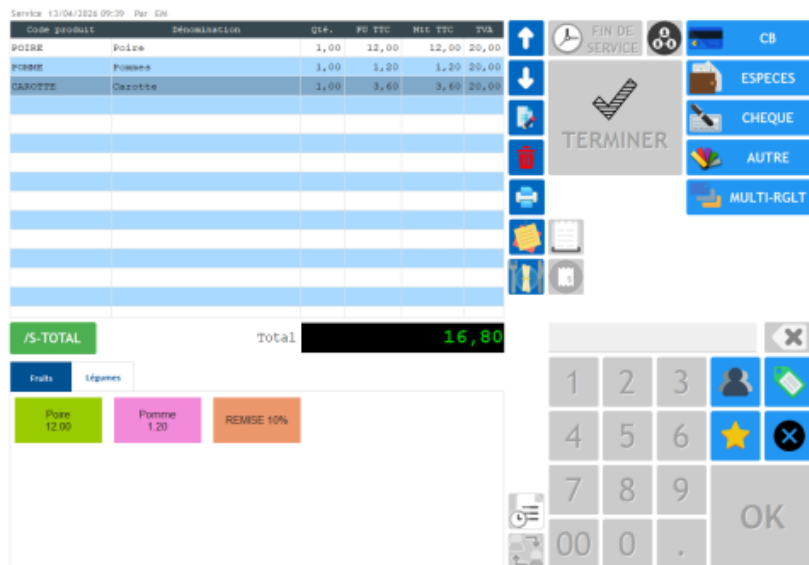 Service 13/04/2026 09:39 Par EM
Code produit Dénomination Qté. PU TTC Mtt TTC TVA
POIRE Poire 1,00 12,00 12,00 20,00
POMME Pommes 1,00 1,20 1,20 20,00
CAROTTE Carotte 1,00 3,60 3,60 20,00
FIN DE
SERVICE
TERMINER
CB
ESPECES
CHEQUE
AUTRE
MULTI-RGLT
/S-TOTAL Total 16,80
Fruits Légumes
Poire
12.00
Pomme
1.20
REMISE 10%
1 2 3
4 5 6
7 8 9
00 0 .
OK